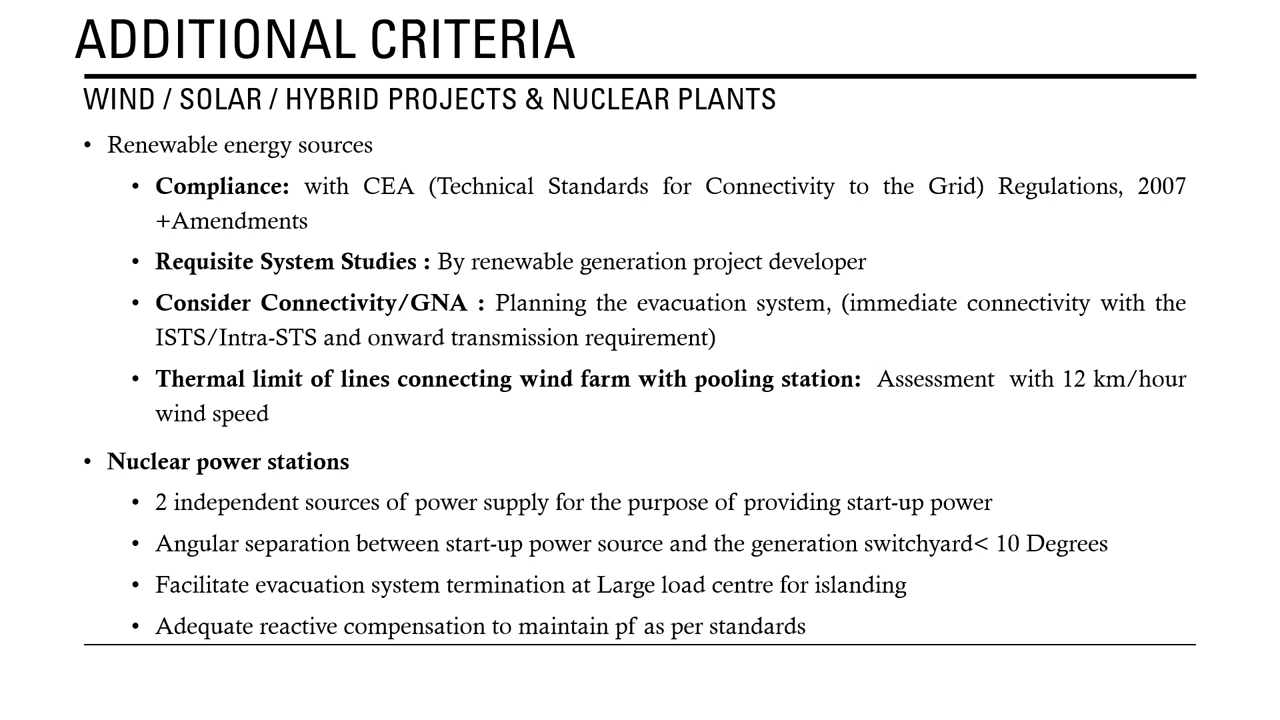 ADDITIONAL CRITERIA
WIND / SOLAR / HYBRID PROJECTS & NUCLEAR PLANTS
• Renewable energy sources
• Compliance: with CEA (Technical Standards for Connectivity to the Grid) Regulations, 2007
+Amendments
• Requisite System Studies : By renewable generation project developer
• Consider Connectivity/GNA : Planning the evacuation system, (immediate connectivity with the
ISTS/Intra-STS and onward transmission requirement)
• Thermal limit of lines connecting wind farm with pooling station: Assessment with 12 km/hour
wind speed
• Nuclear power stations
• 2 independent sources of power supply for the purpose of providing start-up power
• Angular separation between start-up power source and the generation switchyard< 10 Degrees
• Facilitate evacuation system termination at Large load centre for islanding
• Adequate reactive compensation to maintain pf as per standards